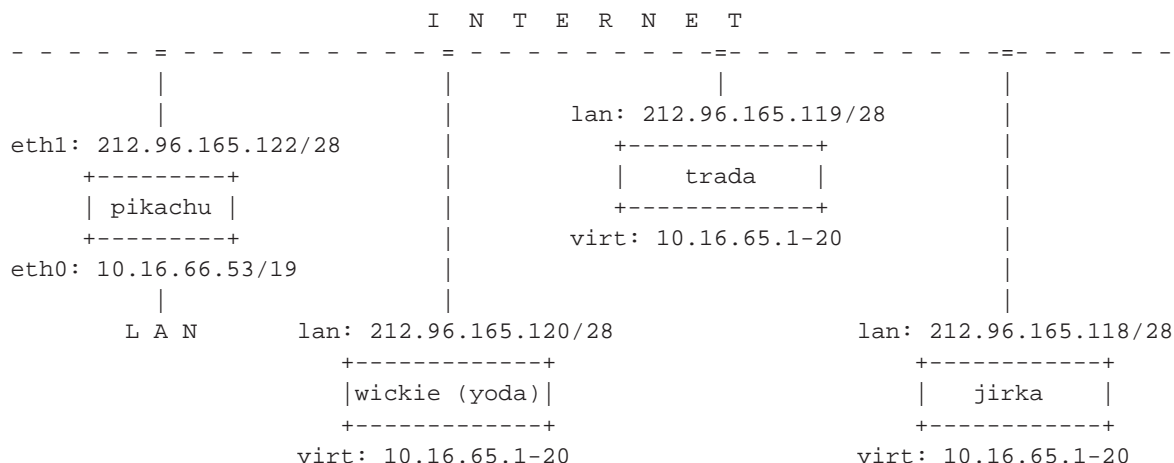 I N T E R N E T
- - - - - = - - - - - - - - - - = - - - - - - - - - -=- - - - - - - - - - -=- - - - - -
| | | |
| | lan: 212.96.165.119/28 |
eth1: 212.96.165.122/28 | +-------------+ |
+---------+ | | trada | |
| pikachu | | +-------------+ |
+---------+ | virt: 10.16.65.1-20 |
eth0: 10.16.66.53/19 | |
| | |
L A N lan: 212.96.165.120/28 lan: 212.96.165.118/28
+-------------+ +------------+
|wickie (yoda)| | jirka |
+-------------+ +------------+
virt: 10.16.65.1-20 virt: 10.16.65.1-20